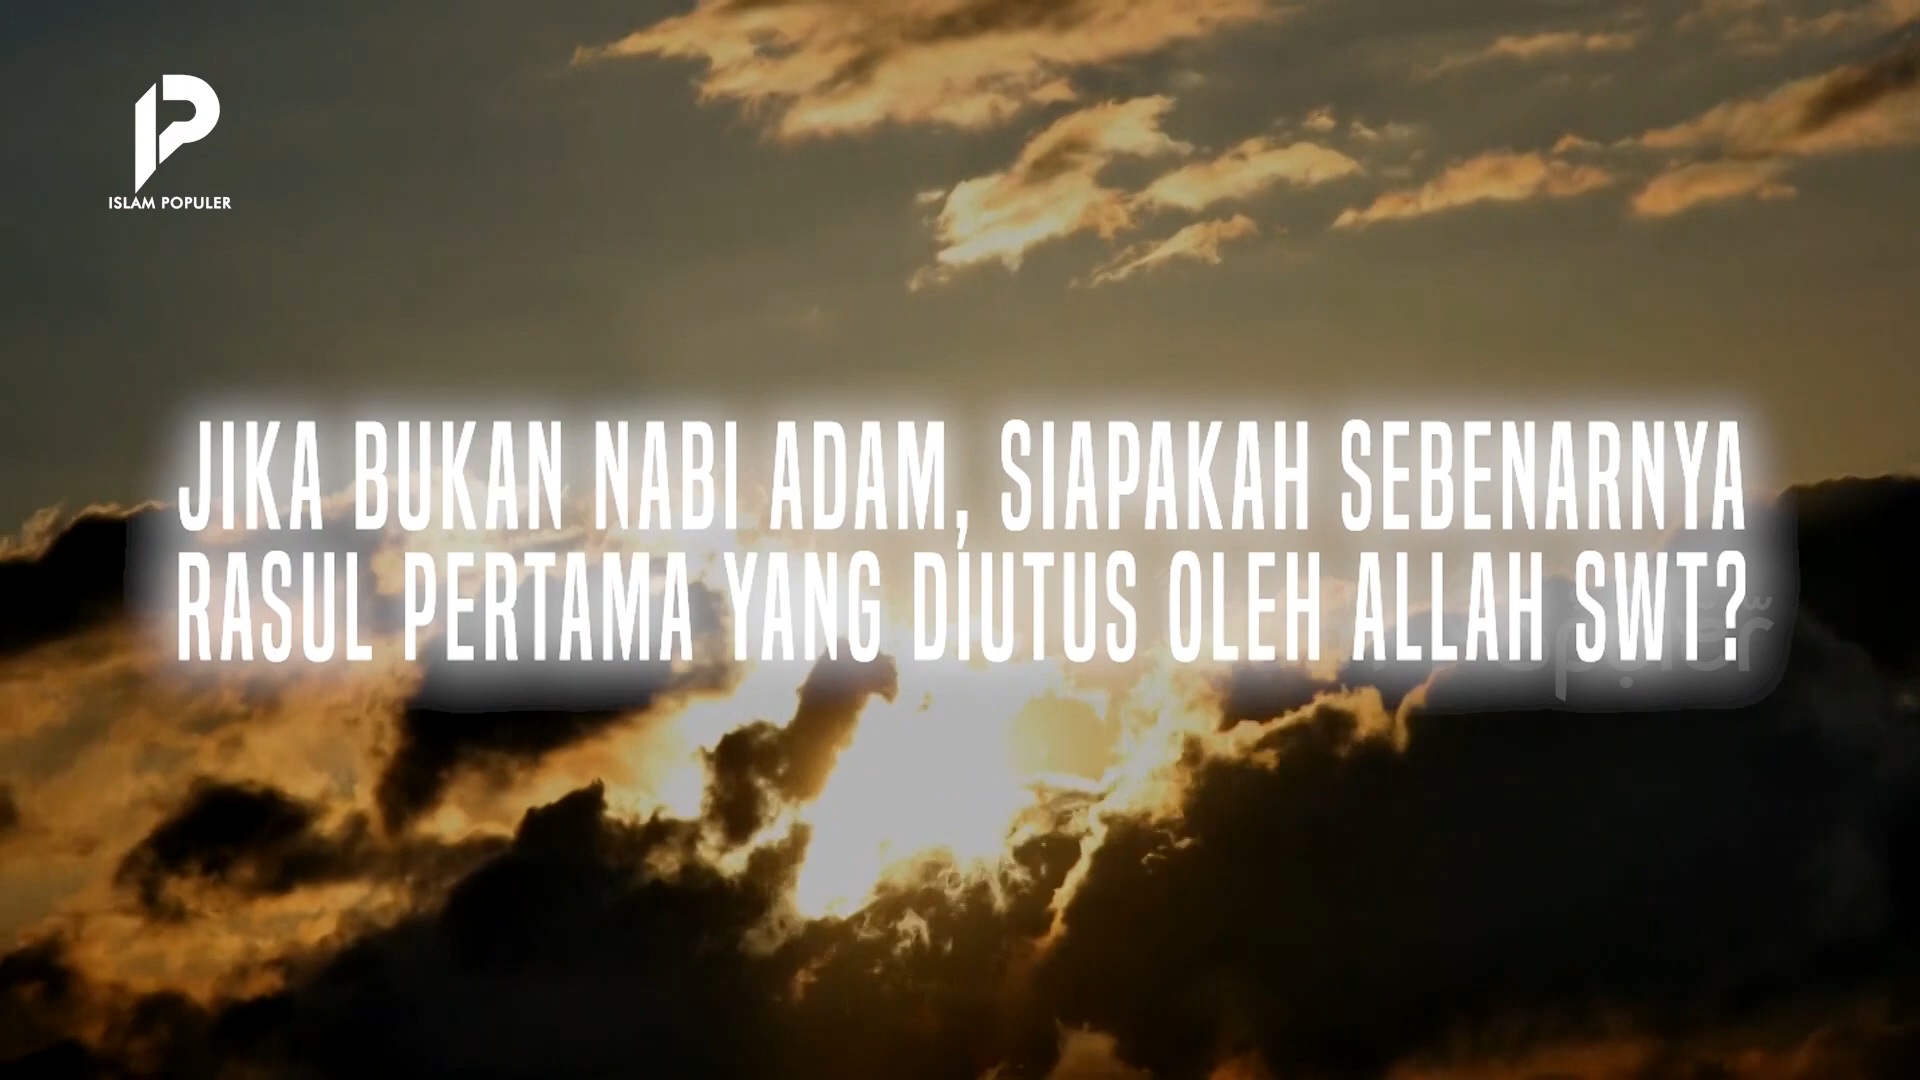 ISLAM POPULER
JIKA BUKAN NABI ADAM, SIAPAKAH SEBENARNYA
RASUL PERTAMA YANG DIUTUS OLEH ALLAH SWT?